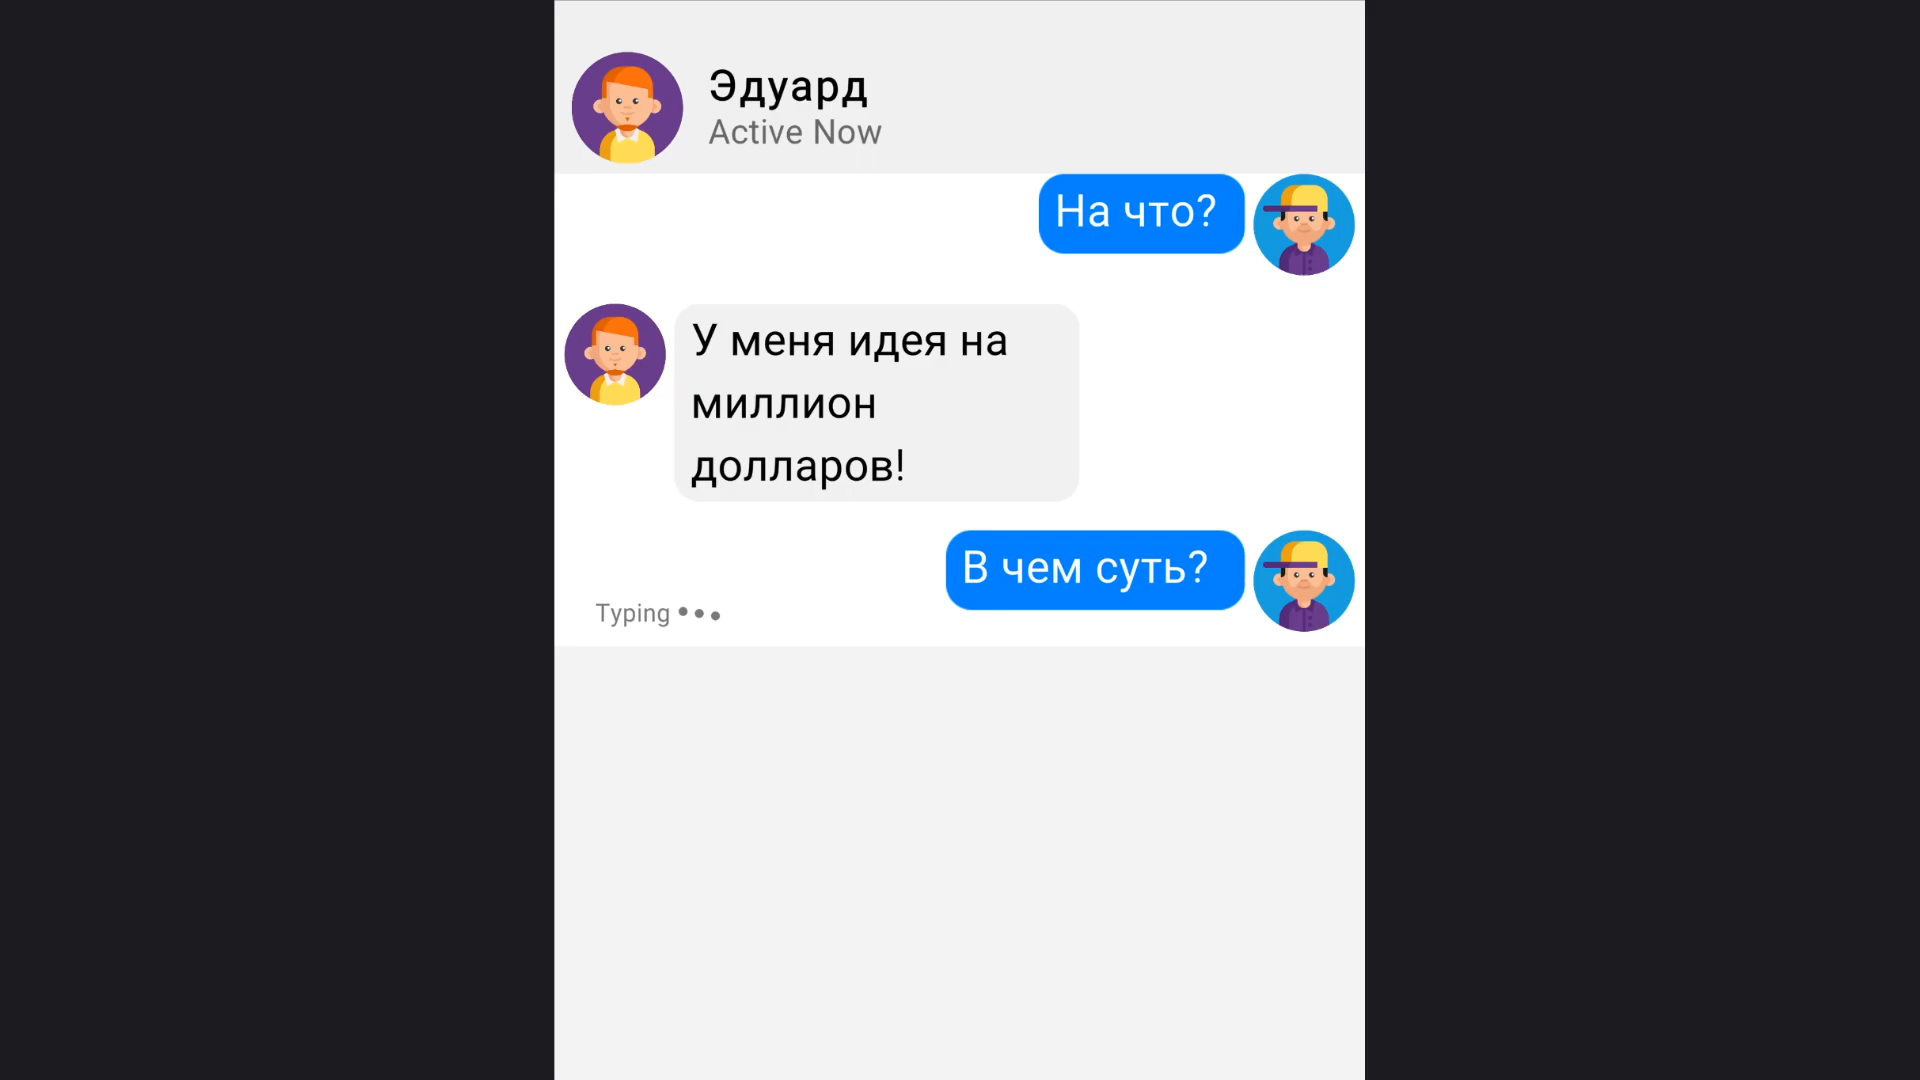 Эдуард
Active Now
На что?
У меня идея на
миллион
долларов!
В чем суть?
Typing